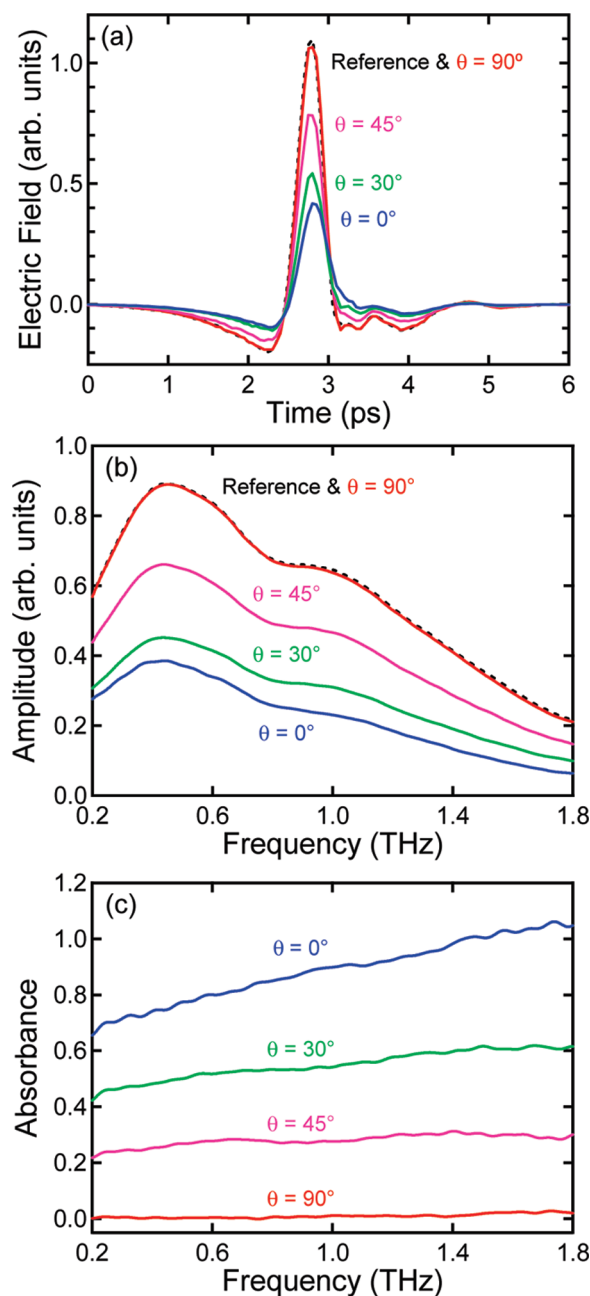 (a)
Reference & θ = 90º
θ = 45°
θ = 30°
θ = 0°
Electric Field (arb. units)
1.0
0.5
0.0
0 1 2 3 4 5 6
Time (ps)
(b)
Reference & θ = 90°
θ = 45°
θ = 30°
θ = 0°
Amplitude (arb. units)
1.0
0.8
0.6
0.4
0.2
0.0
0.2 0.6 1.0 1.4 1.8
Frequency (THz)
(c)
θ = 0°
θ = 30°
θ = 45°
θ = 90°
Absorbance
1.2
1.0
0.8
0.6
0.4
0.2
0.0
0.2 0.6 1.0 1.4 1.8
Frequency (THz)